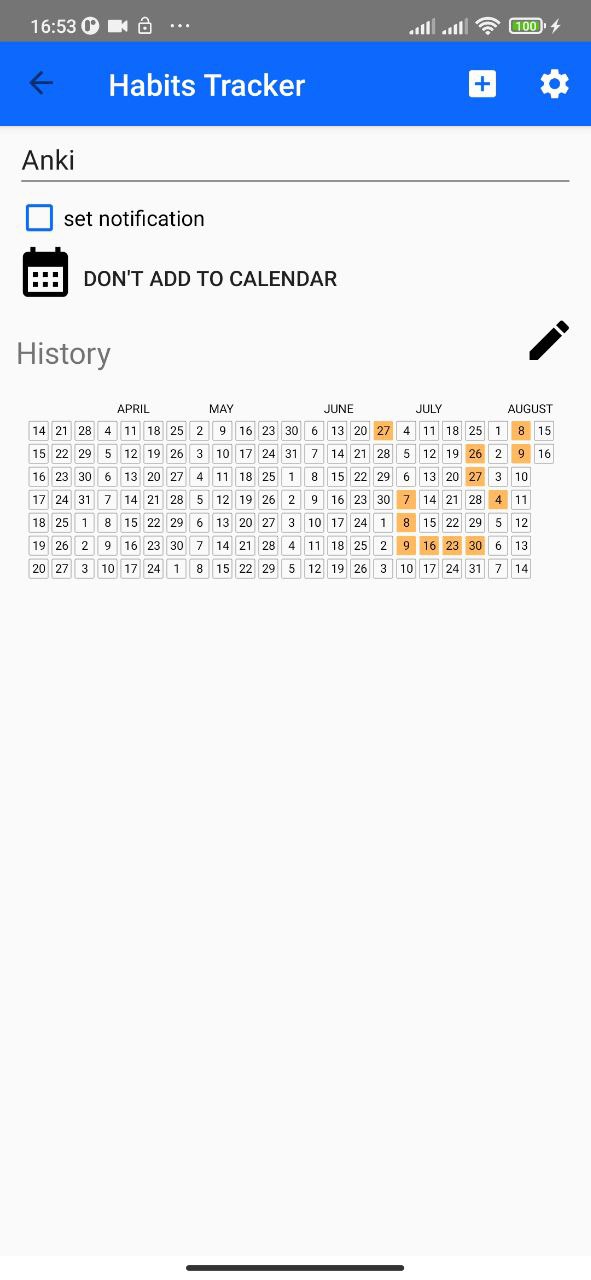 16:53 ... 100
Habits Tracker
Anki
set notification
DON'T ADD TO CALENDAR
History
APRIL MAY JUNE JULY AUGUST
14 21 28 4 11 18 25 2 9 16 23 30 6 13 20 27 4 11 18 25 1 8 15
15 22 29 5 12 19 26 3 10 17 24 31 7 14 21 28 5 12 19 26 2 9 16
16 23 30 6 13 20 27 4 11 18 25 1 8 15 22 29 6 13 20 27 3 10
17 24 31 7 14 21 28 5 12 19 26 2 9 16 23 30 7 14 21 28 4 11
18 25 1 8 15 22 29 6 13 20 27 3 10 17 24 1 8 15 22 29 5 12
19 26 2 9 16 23 30 7 14 21 28 4 11 18 25 2 9 16 23 30 6 13
20 27 3 10 17 24 1 8 15 22 29 5 12 19 26 3 10 17 24 31 7 14